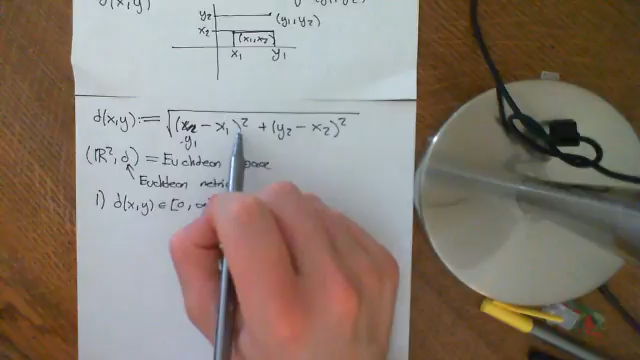 d(x,y)
y₂ (y₁,y₂)
x₂ (x₁,x₂)
x₁ y₁
d(x,y) := √(y₁ - x₁)² + (y₂ - x₂)²
(ℝ², d) = Euclidean
Euclidean metric
1) d(x,y) ∈ [0,